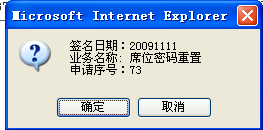 Microsoft Internet Explorer
签名日期：20091111
业务名称: 席位密码重置
申请序号：73
确定
取消